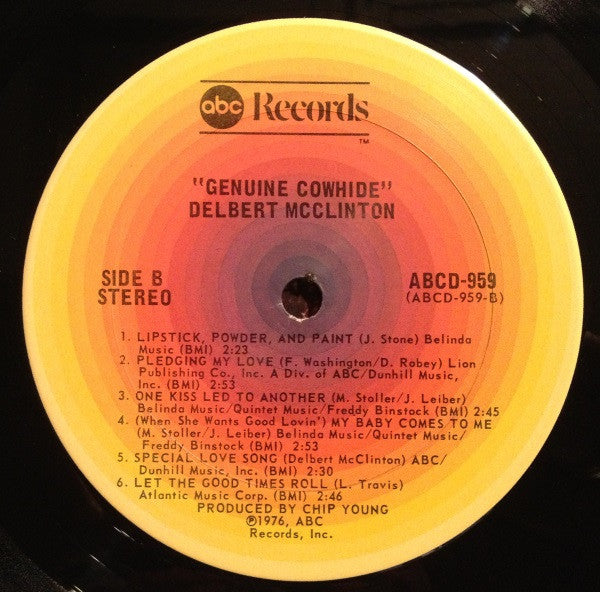 abc Records
TM
"GENUINE COWHIDE"
DELBERT MCCLINTON
SIDE B
STEREO
ABCD-959
(ABCD-959-B)
1. LIPSTICK, POWDER, AND PAINT (J. Stone) Belinda
Music (BMI) 2:23
2. PLEDGING MY LOVE (F. Washington/D. Robey) Lion
Publishing Co., Inc. A Div. of ABC/Dunhill Music,
Inc. (BMI) 2:53
3. ONE KISS LED TO ANOTHER (M. Stoller/J. Leiber)
Belinda Music/Quintet Music/Freddy Binstock (BMI) 2:45
4. (When She Wants Good Lovin') MY BABY COMES TO ME
(M. Stoller/J. Leiber) Belinda Music/Quintet Music/
Freddy Binstock (BMI) 2:53
5. SPECIAL LOVE SONG (Delbert McClinton) ABC/
Dunhill Music, Inc. (BMI) 2:30
6. LET THE GOOD TIMES ROLL (L. Travis)
Atlantic Music Corp. (BMI) 2:46
PRODUCED BY CHIP YOUNG
℗1976, ABC
Records, Inc.